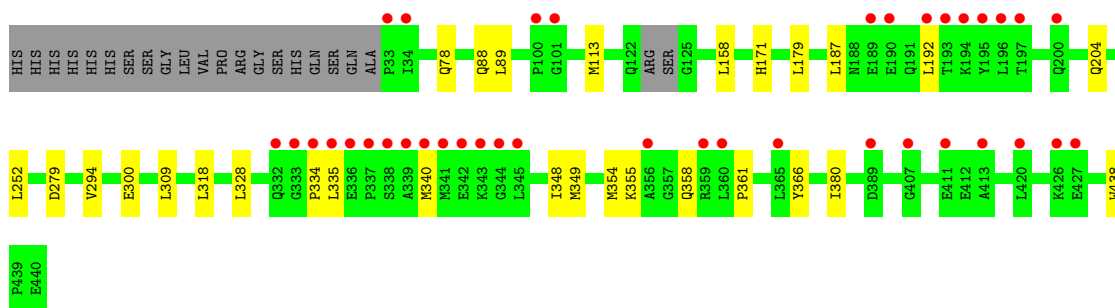 HIS HIS HIS HIS HIS HIS SER SER GLY LEU VAL PRO ARG GLY SER HIS GLN SER GLN ALA P33 I34 Q78 Q88 L89 P100 G101 M113 Q122 ARG SER G125 L158 H171 L179 L187 N188 E189 E190 Q191 L192 T193 K194 Y195 L196 T197 Q200 Q204
L252 D279 V294 E300 L309 L318 L328 Q332 G333 P334 L335 E336 P337 S338 A339 M340 M341 E342 K343 G344 L345 I348 M349 M354 K355 A356 G357 Q358 R359 L360 P361 L365 Y366 I380 D389 G407 E411 E412 A413 L420 K426 E427
P439 E440